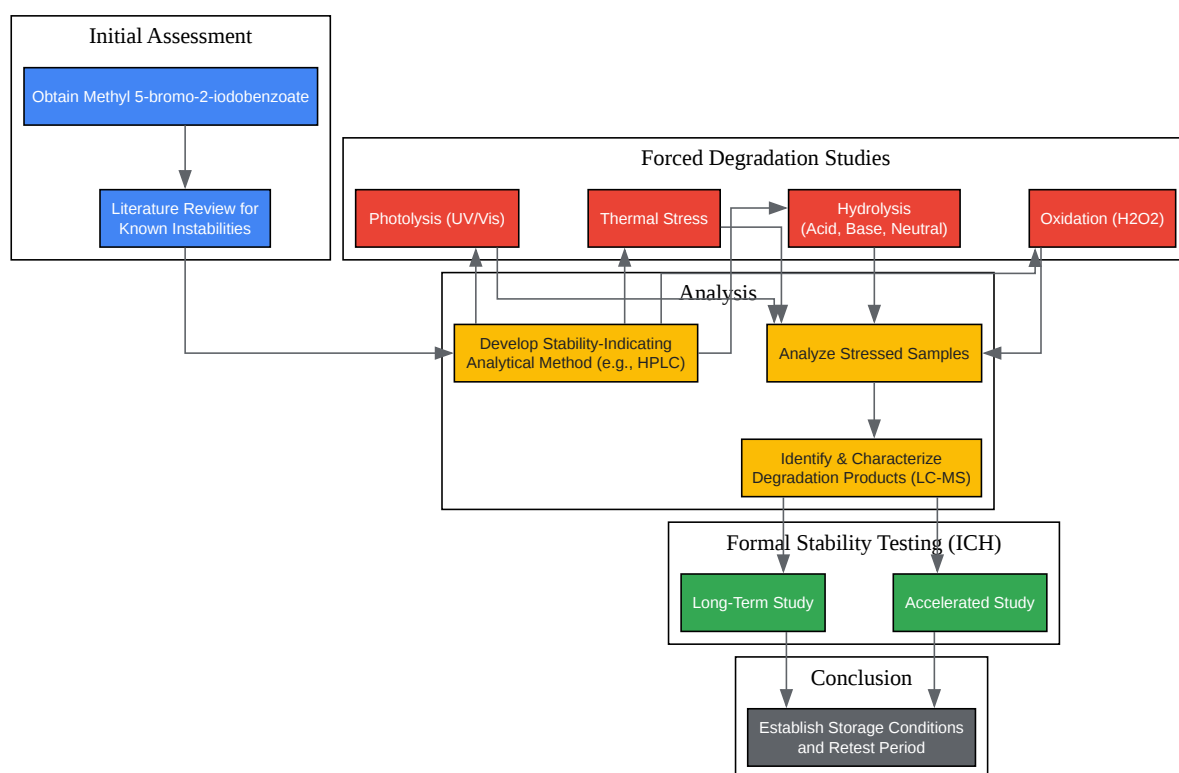 Initial Assessment
Obtain Methyl 5-bromo-2-iodobenzoate
Literature Review for
Known Instabilities
Forced Degradation Studies
Photolysis (UV/Vis)
Thermal Stress
Hydrolysis
(Acid, Base, Neutral)
Oxidation (H2O2)
Analysis
Develop Stability-Indicating
Analytical Method (e.g., HPLC)
Analyze Stressed Samples
Identify & Characterize
Degradation Products (LC-MS)
Formal Stability Testing (ICH)
Long-Term Study
Accelerated Study
Conclusion
Establish Storage Conditions
and Retest Period